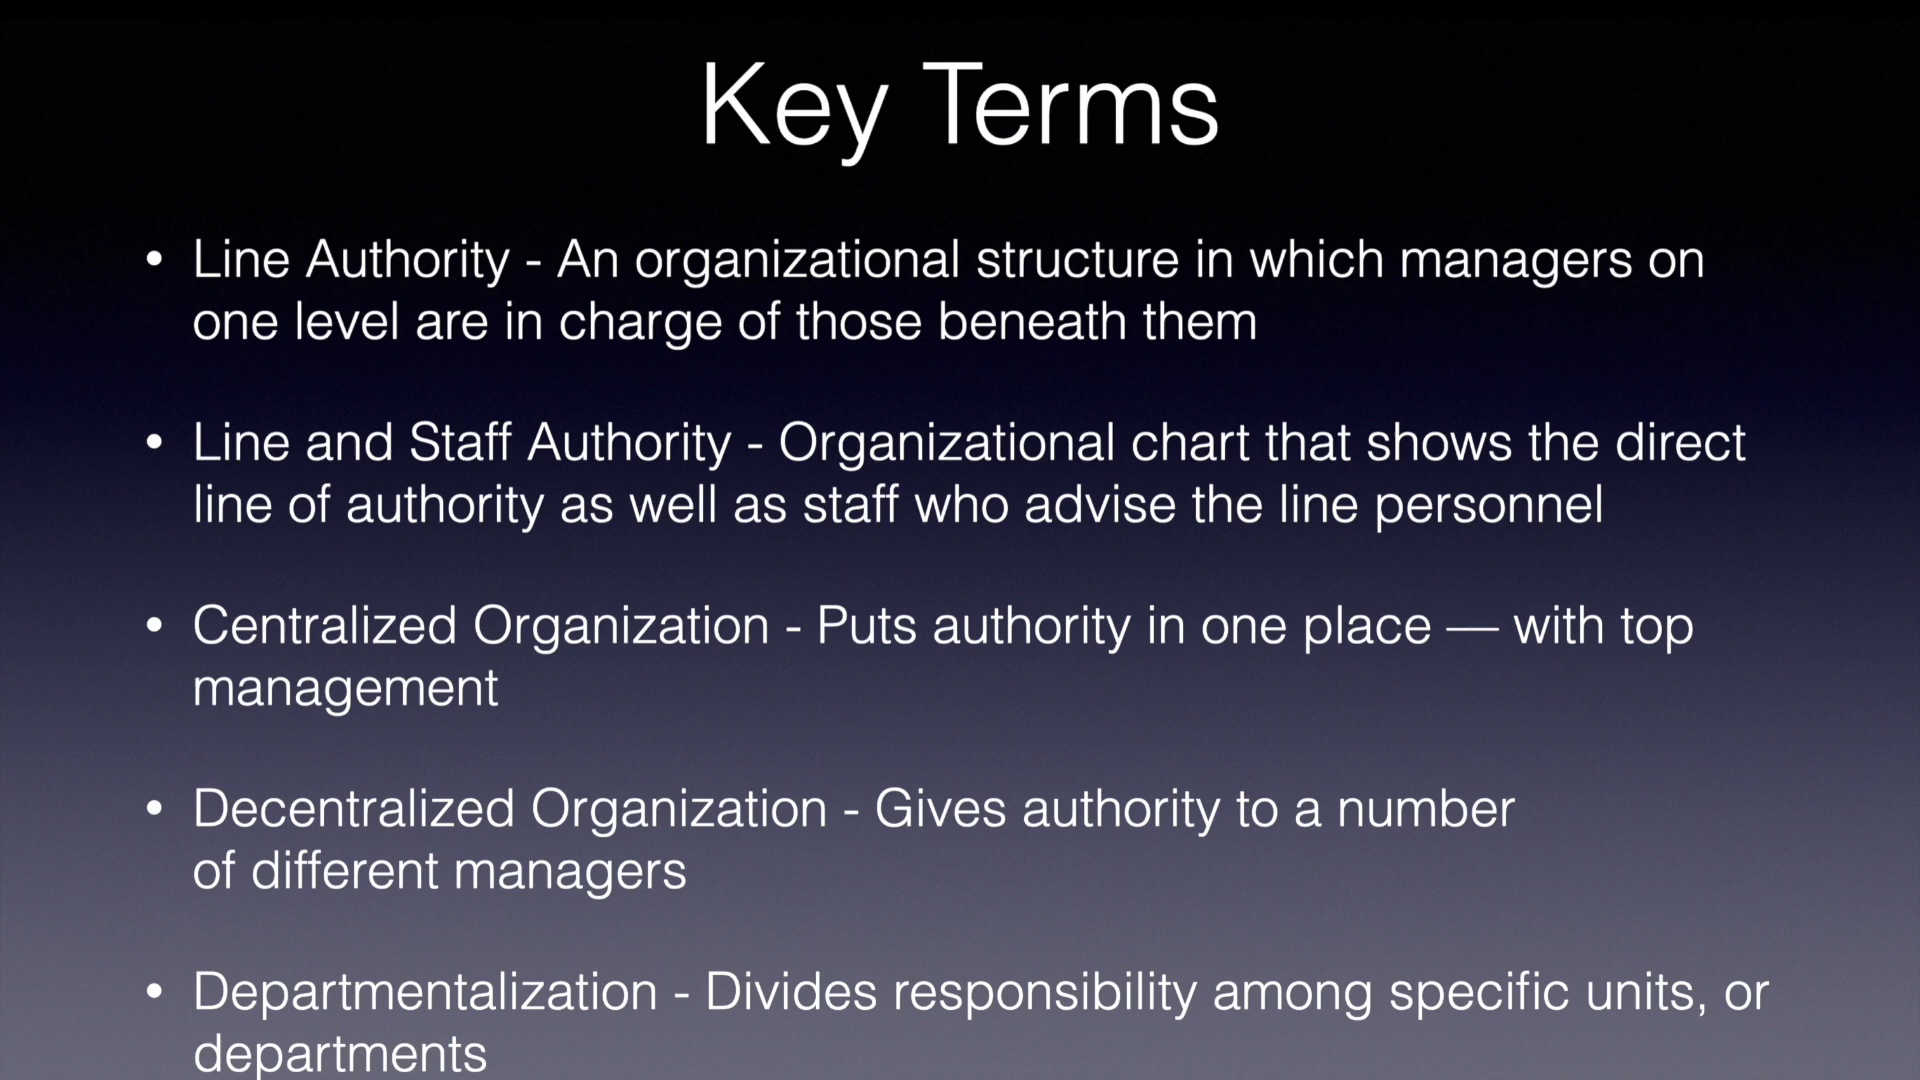 Key Terms
• Line Authority - An organizational structure in which managers on
one level are in charge of those beneath them
• Line and Staff Authority - Organizational chart that shows the direct
line of authority as well as staff who advise the line personnel
• Centralized Organization - Puts authority in one place — with top
management
• Decentralized Organization - Gives authority to a number
of different managers
• Departmentalization - Divides responsibility among specific units, or
departments